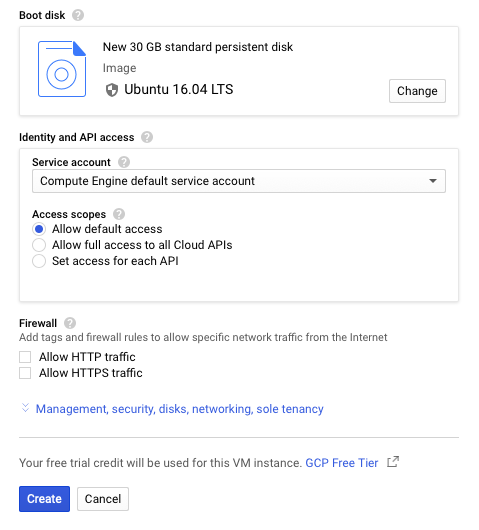 Boot disk
New 30 GB standard persistent disk
Image
Ubuntu 16.04 LTS
Change
Identity and API access
Service account
Compute Engine default service account
Access scopes
Allow default access
Allow full access to all Cloud APIs
Set access for each API
Firewall
Add tags and firewall rules to allow specific network traffic from the Internet
Allow HTTP traffic
Allow HTTPS traffic
Management, security, disks, networking, sole tenancy
Your free trial credit will be used for this VM instance. GCP Free Tier
Create Cancel